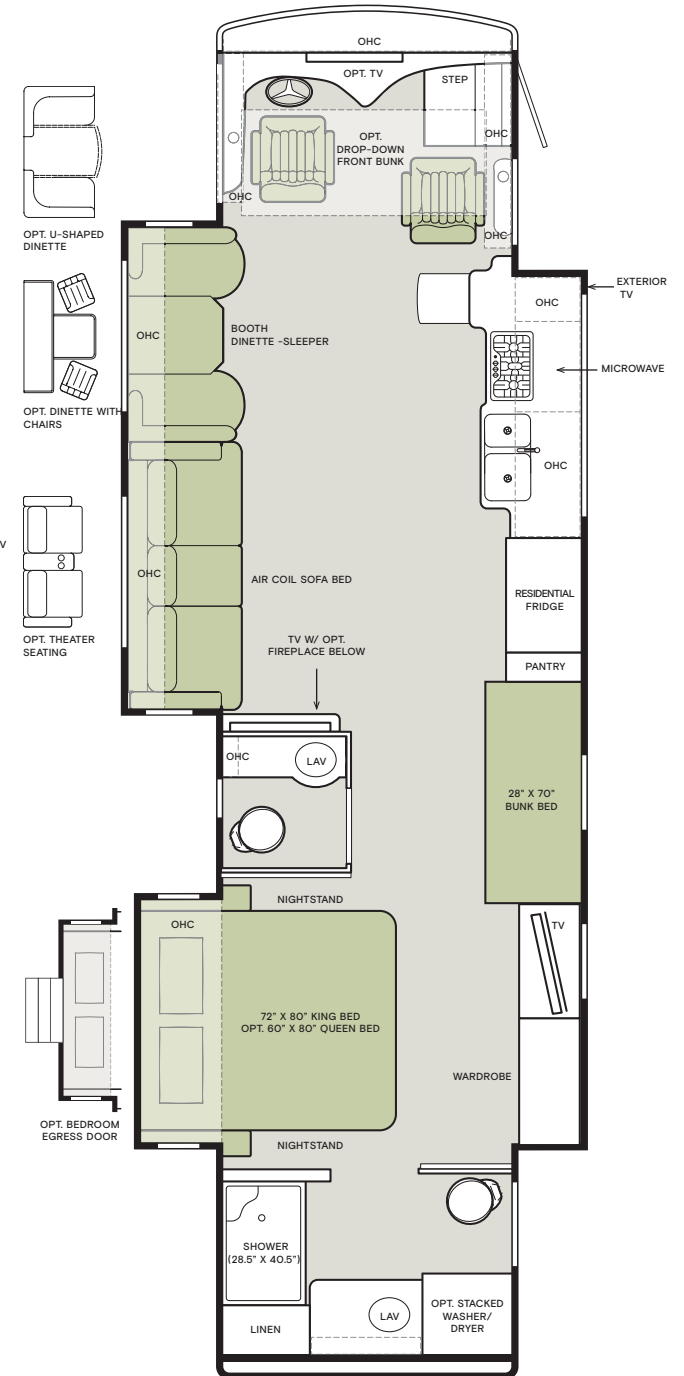 OHC
OPT. TV
STEP
OPT.
DROP-DOWN
FRONT BUNK
OHC
OHC
OHC
OPT. U-SHAPED
DINETTE
EXTERIOR
TV
OHC
BOOTH
DINETTE -SLEEPER
OHC
MICROWAVE
OPT. DINETTE WITH
CHAIRS
OHC
V
OHC
AIR COIL SOFA BED
RESIDENTIAL
FRIDGE
OPT. THEATER
SEATING
TV W/ OPT.
FIREPLACE BELOW
PANTRY
OHC
LAV
28" X 70"
BUNK BED
NIGHTSTAND
OHC
TV
72" X 80" KING BED
OPT. 60" X 80" QUEEN BED
WARDROBE
OPT. BEDROOM
EGRESS DOOR
NIGHTSTAND
SHOWER
(28.5" X 40.5")
LINEN
LAV
OPT. STACKED
WASHER/
DRYER